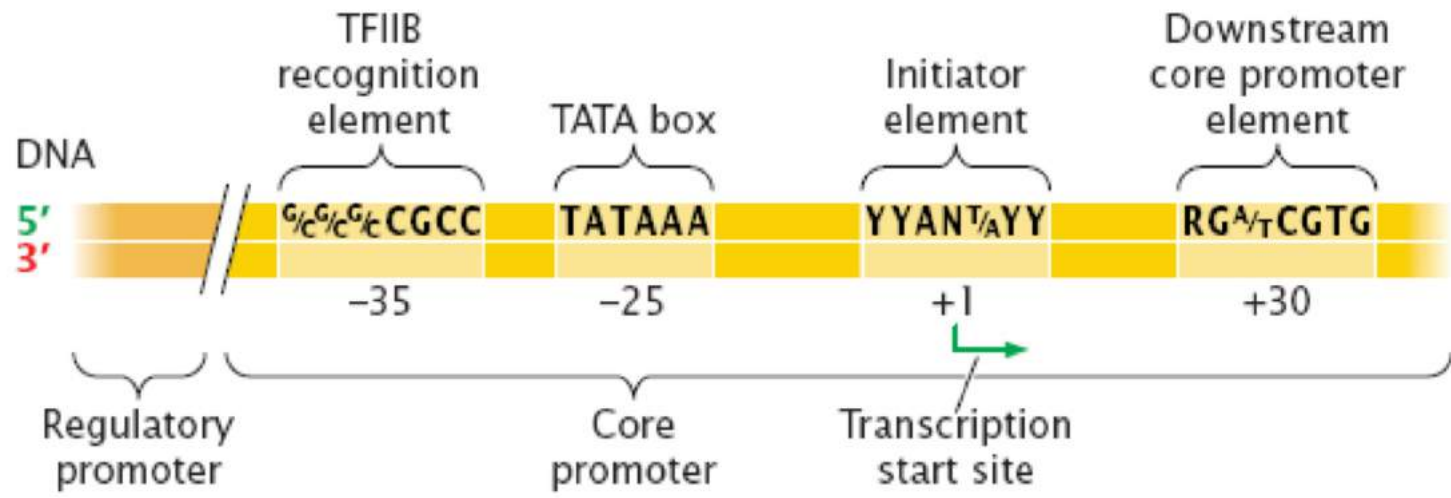 TFIIB
recognition
element
TATA box
Initiator
element
Downstream
core promoter
element
DNA
5′
3′
G/CG/CG/CCGCC
TATAAA
YYANT/AYY
RGA/TCGTG
–35
–25
+1
+30
Regulatory
promoter
Core
promoter
Transcription
start site